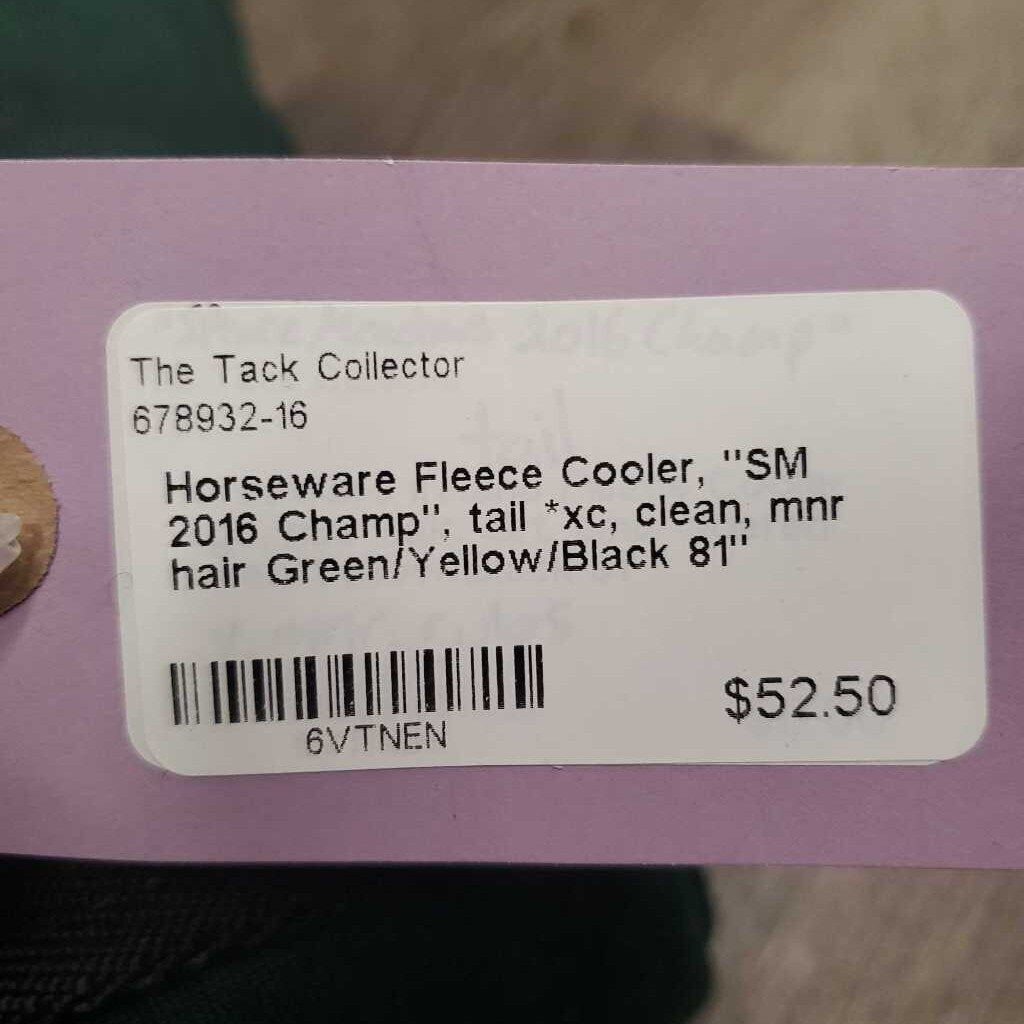 The Tack Collector
678932-16
Horseware Fleece Cooler, "SM
2016 Champ", tail *xc, clean, mnr
hair Green/Yellow/Black 81"
6VTNEN
$52.50